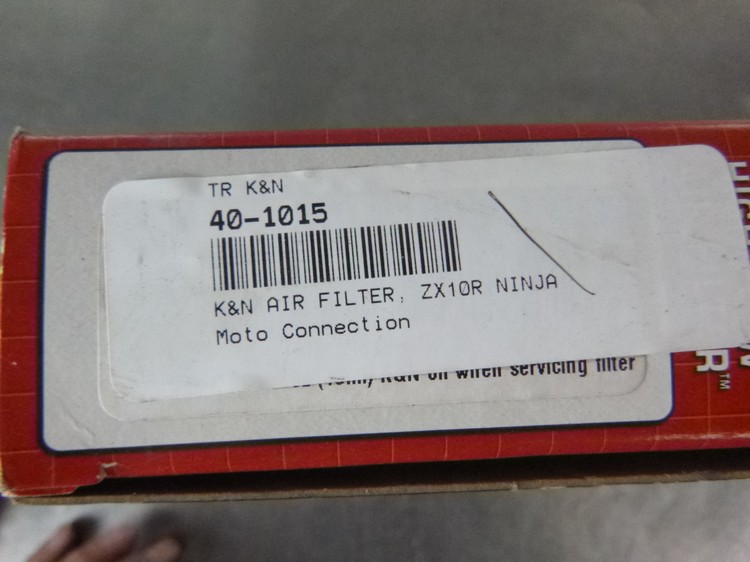 TR K&N
40-1015
K&N AIR FILTER, ZX10R NINJA
Moto Connection
K&N oil when servicing filter